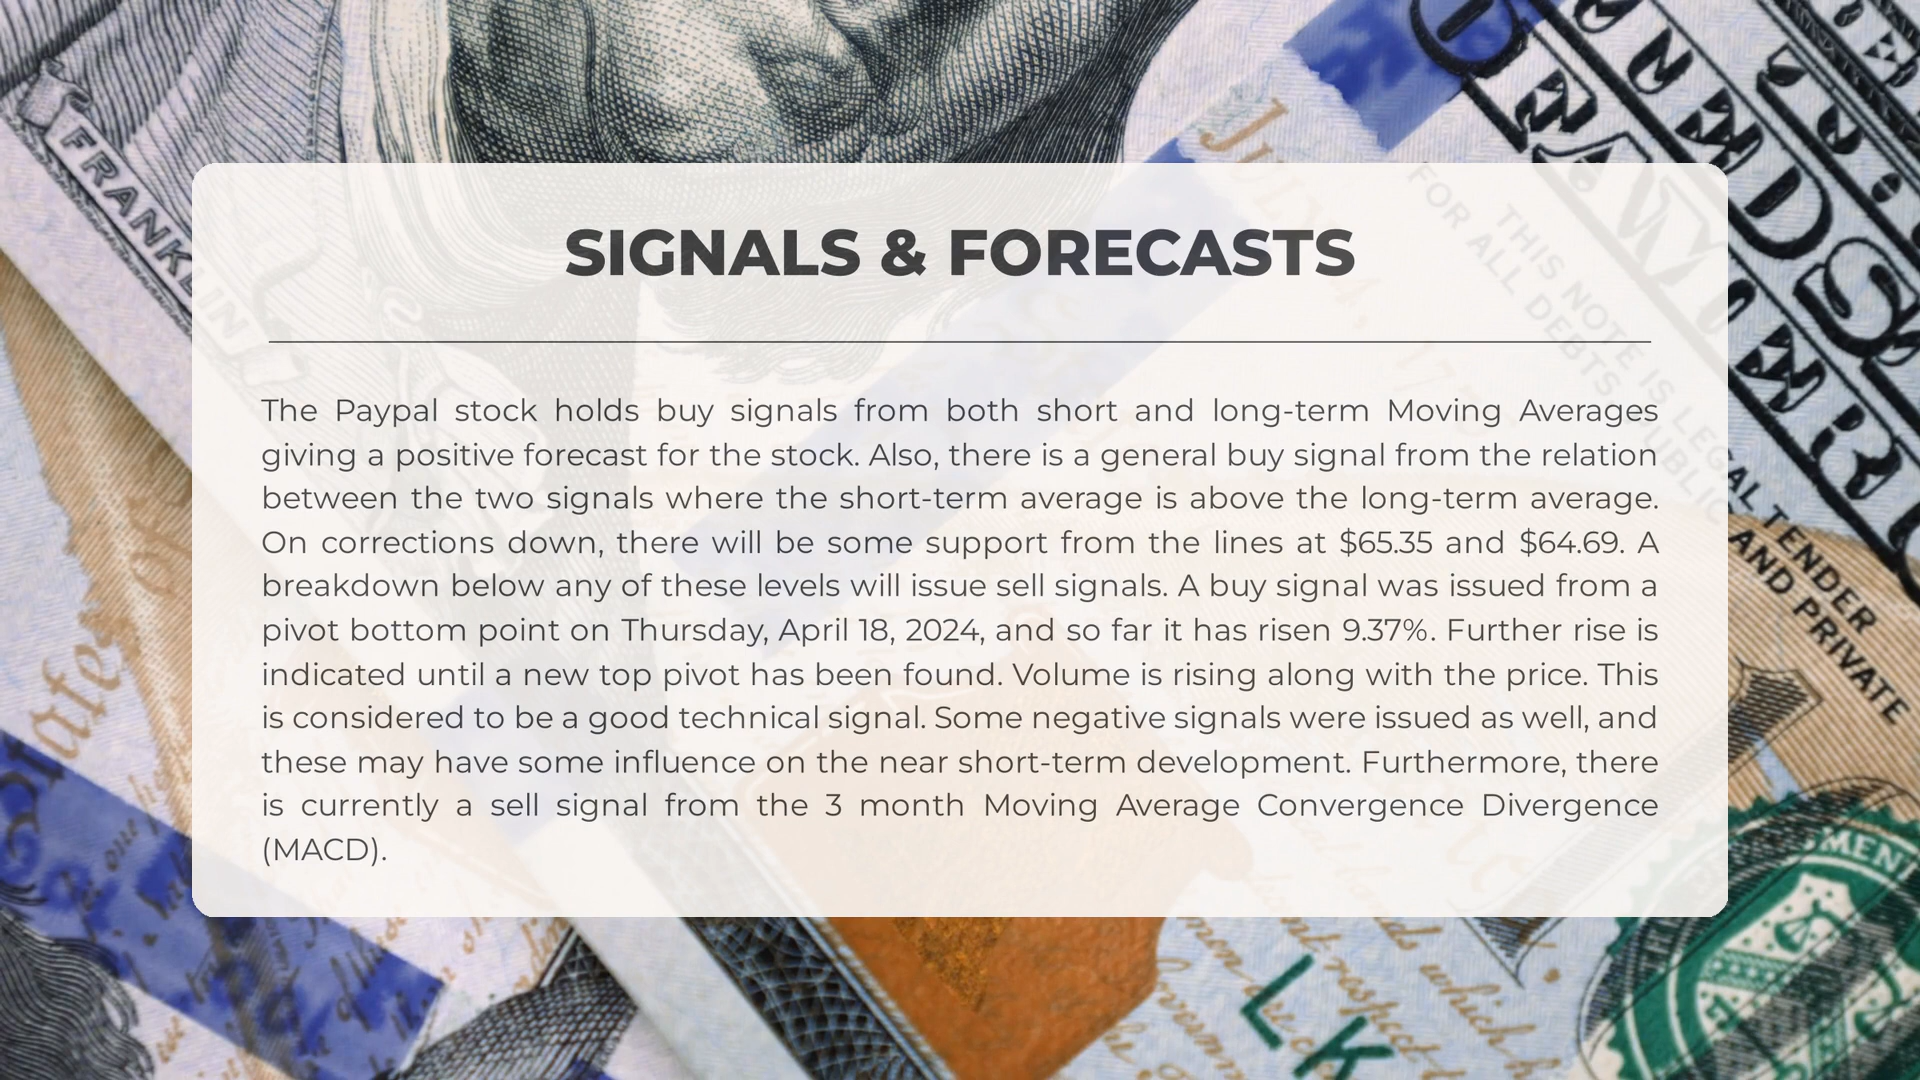 SIGNALS & FORECASTS
The Paypal stock holds buy signals from both short and long-term Moving Averages
giving a positive forecast for the stock. Also, there is a general buy signal from the relation
between the two signals where the short-term average is above the long-term average.
On corrections down, there will be some support from the lines at $65.35 and $64.69. A
breakdown below any of these levels will issue sell signals. A buy signal was issued from a
pivot bottom point on Thursday, April 18, 2024, and so far it has risen 9.37%. Further rise is
indicated until a new top pivot has been found. Volume is rising along with the price. This
is considered to be a good technical signal. Some negative signals were issued as well, and
these may have some influence on the near short-term development. Furthermore, there
is currently a sell signal from the 3 month Moving Average Convergence Divergence
(MACD).
FRANKLIN
JULY 4, 1776
THIS NOTE IS LEGAL TENDER
FOR ALL DEBTS, PUBLIC AND PRIVATE
LK